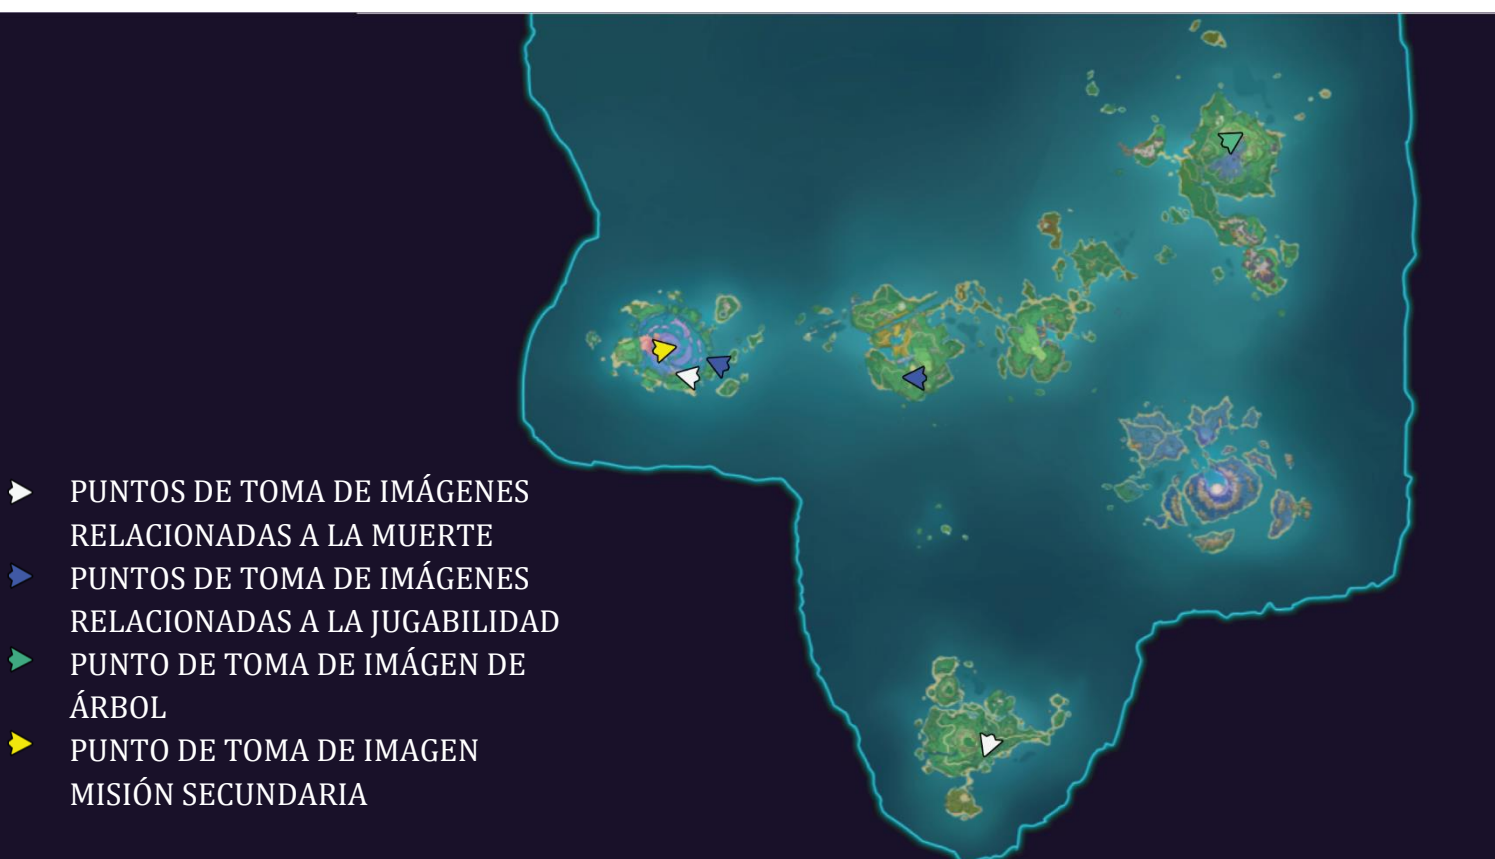 PUNTOS DE TOMA DE IMÁGENES
RELACIONADAS A LA MUERTE
PUNTOS DE TOMA DE IMÁGENES
RELACIONADAS A LA JUGABILIDAD
PUNTO DE TOMA DE IMÁGEN DE
ÁRBOL
PUNTO DE TOMA DE IMAGEN
MISIÓN SECUNDARIA